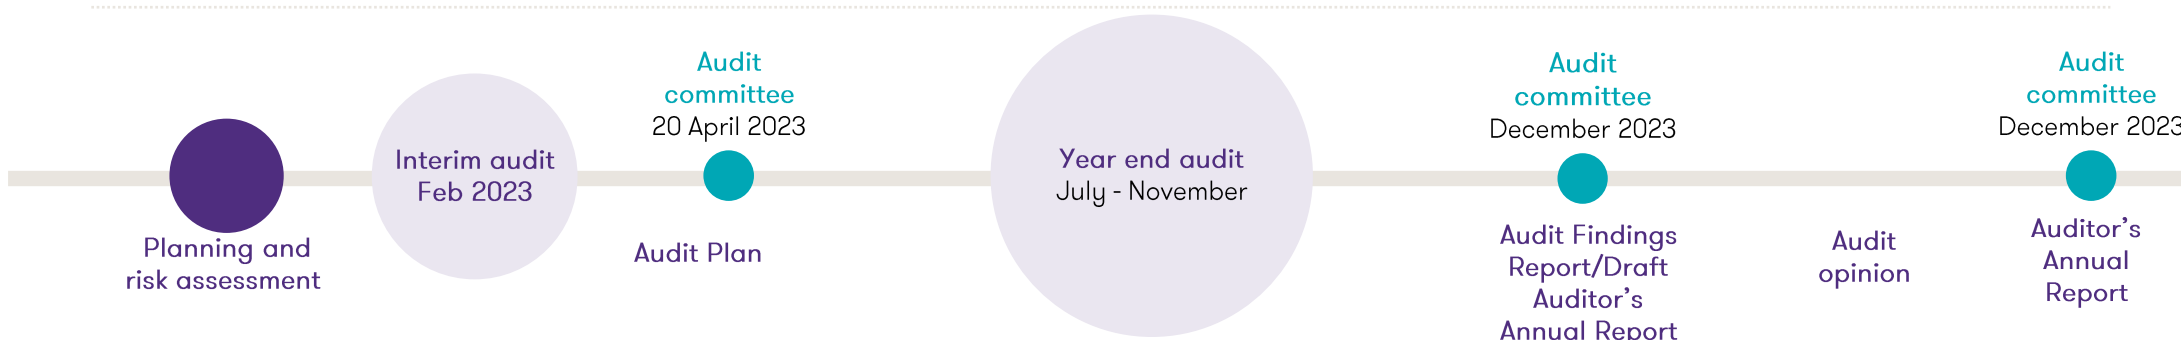 Planning and
risk assessment
Interim audit
Feb 2023
Audit
committee
20 April 2023
Audit Plan
Year end audit
July - November
Audit
committee
December 2023
Audit Findings
Report/Draft
Auditor's
Annual Report
Audit
opinion
Audit
committee
December 2023
Auditor's
Annual
Report